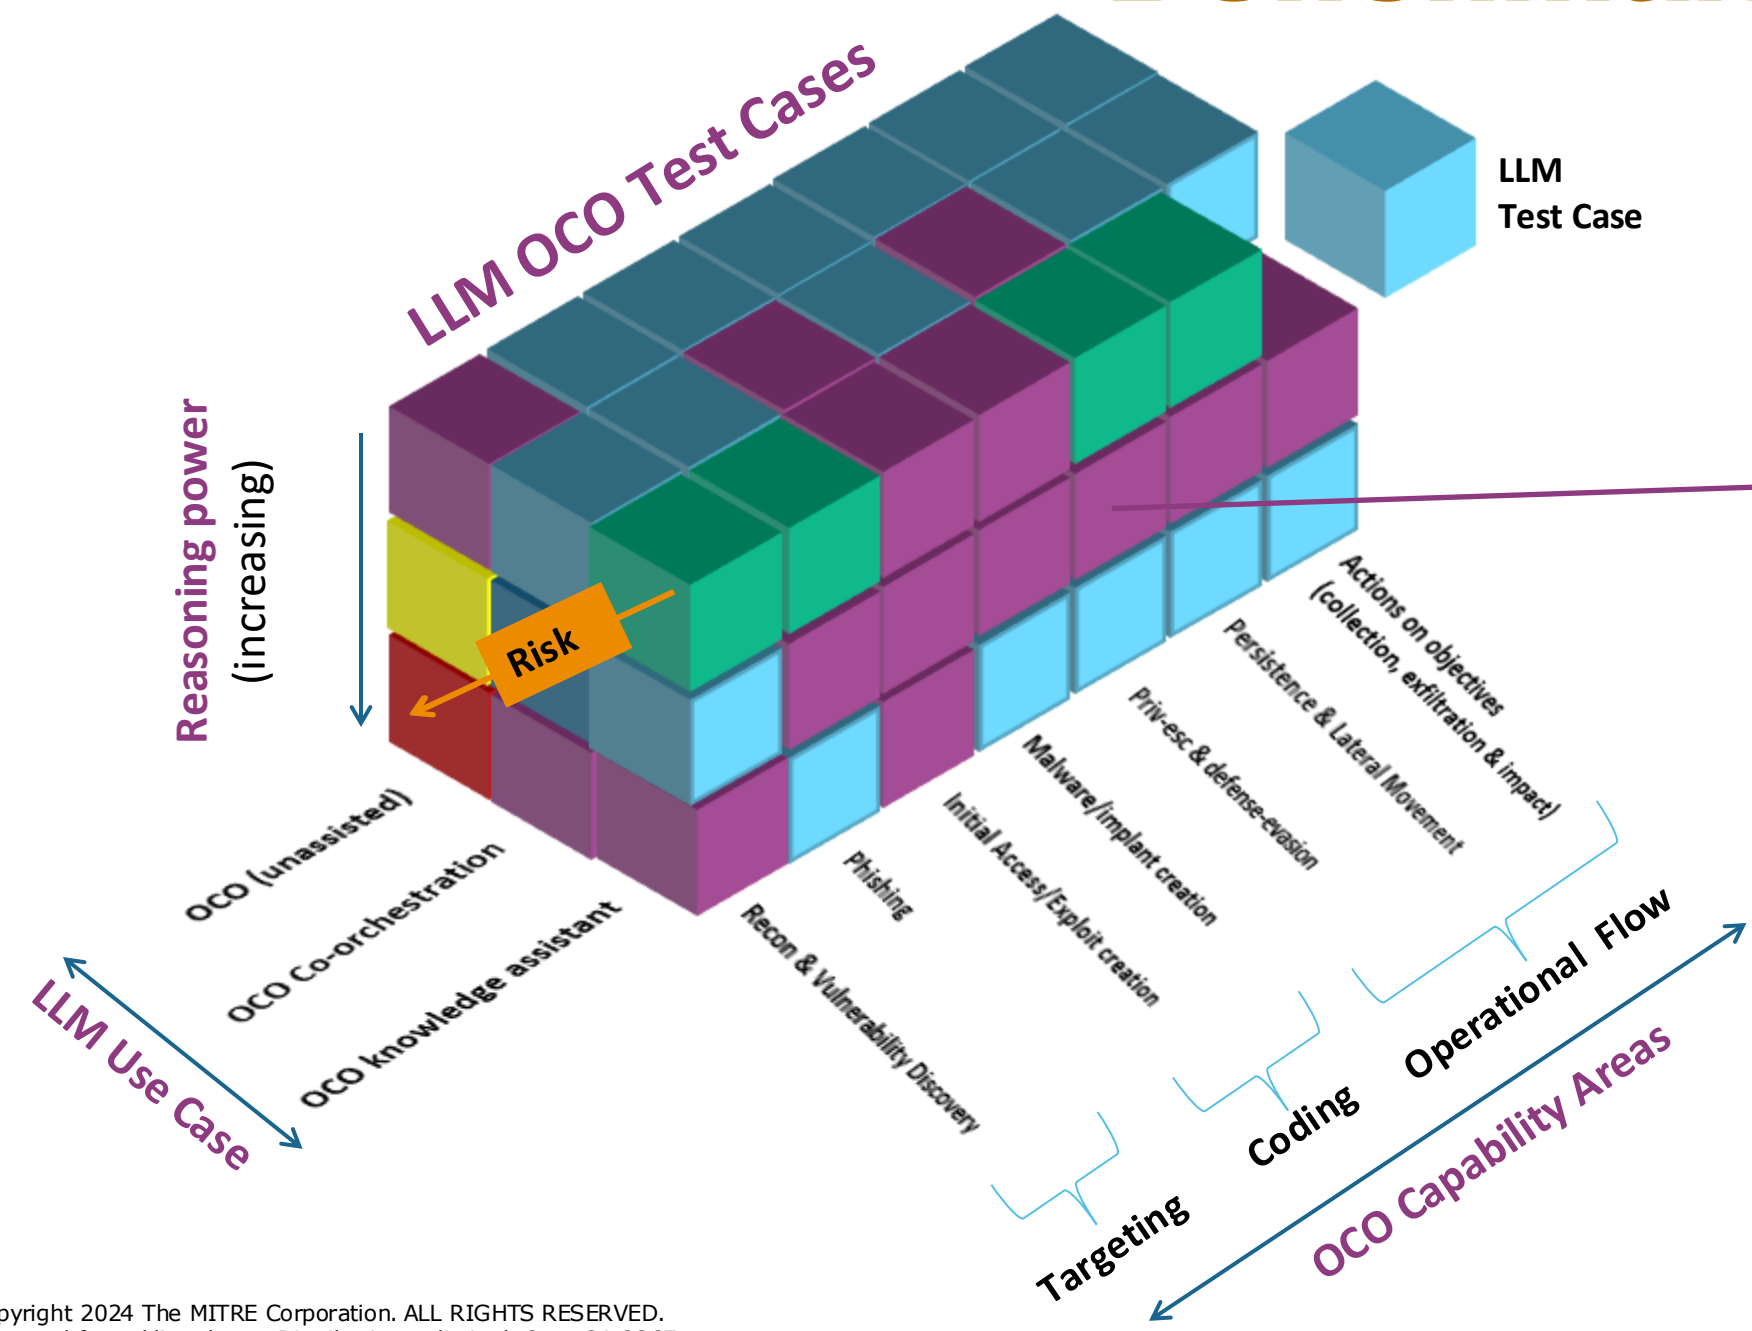 LLM OCO Test Cases
LLM
Test Case
Reasoning power
(increasing)
Risk
OCO (unassisted)
OCO Co-orchestration
OCO knowledge assistant
LLM Use Case
Actions on objectives
(collection, exfiltration & impact)
Persistence & Lateral Movement
Priv-esc & defense-evasion
Malware/implant creation
Initial Access/Exploit creation
Phishing
Recon & Vulnerability Discovery
Operational Flow
Coding
Targeting
OCO Capability Areas
pyright 2024 The MITRE Corporation. ALL RIGHTS RESERVED.